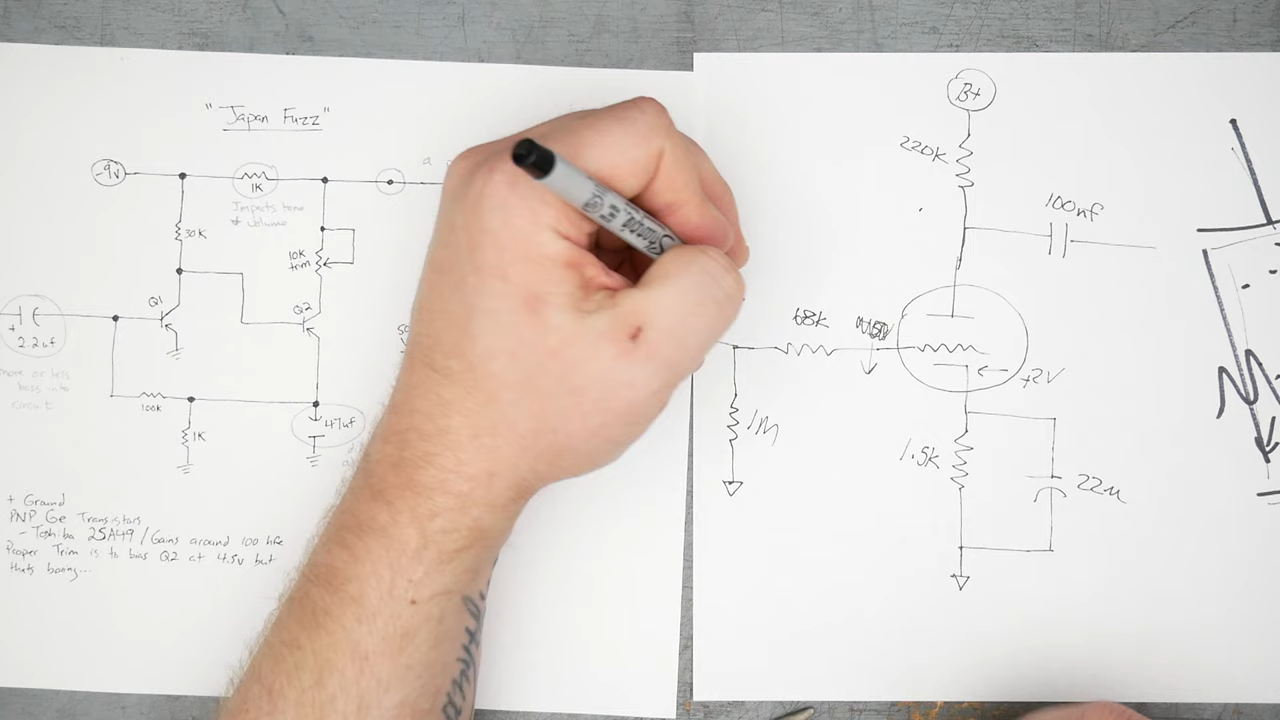 "Japan Fuzz"
-9v
1K
Impacts tone
+ Volume
30K
10K
trim
Q1
Q2
+
2.2uf
more or less
bass into
circuit
100K
1K
47uf
+ Ground
PNP Ge Transistors
- Toshiba 2SA49 / Gains around 100 hfe
Proper Trim is to bias Q2 at 4.5v but
thats boring...
a
50
Sharpie
B+
220K
100nf
68k
+2V
1M
1.5k
22u